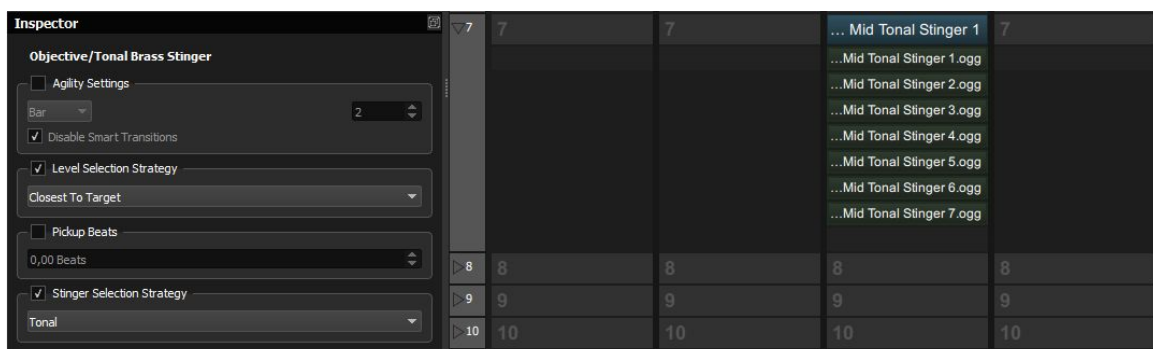 Inspector
Objective/Tonal Brass Stinger
Agility Settings
Bar 2
Disable Smart Transitions
Level Selection Strategy
Closest To Target
Pickup Beats
0,00 Beats
Stinger Selection Strategy
Tonal
7 7 7 ... Mid Tonal Stinger 1 7
...Mid Tonal Stinger 1.ogg
...Mid Tonal Stinger 2.ogg
...Mid Tonal Stinger 3.ogg
...Mid Tonal Stinger 4.ogg
...Mid Tonal Stinger 5.ogg
...Mid Tonal Stinger 6.ogg
...Mid Tonal Stinger 7.ogg
8 8 8 8 8
9 9 9 9 9
10 10 10 10 10